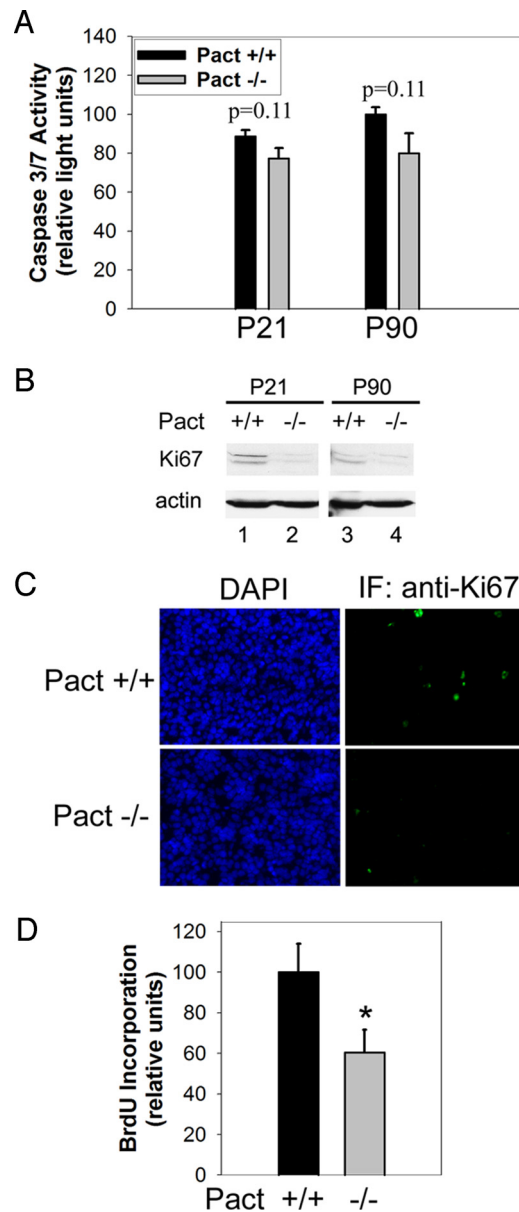 A
Caspase 3/7 Activity
(relative light units)
140
120
100
80
60
40
20
0
Pact +/+
Pact -/-
p=0.11
p=0.11
P21
P90
B
P21
P90
Pact
+/+
-/-
+/+
-/-
Ki67
actin
1
2
3
4
C
DAPI
IF: anti-Ki67
Pact +/+
Pact -/-
D
BrdU Incorporation
(relative units)
120
100
80
60
40
20
0
*
Pact
+/+
-/-